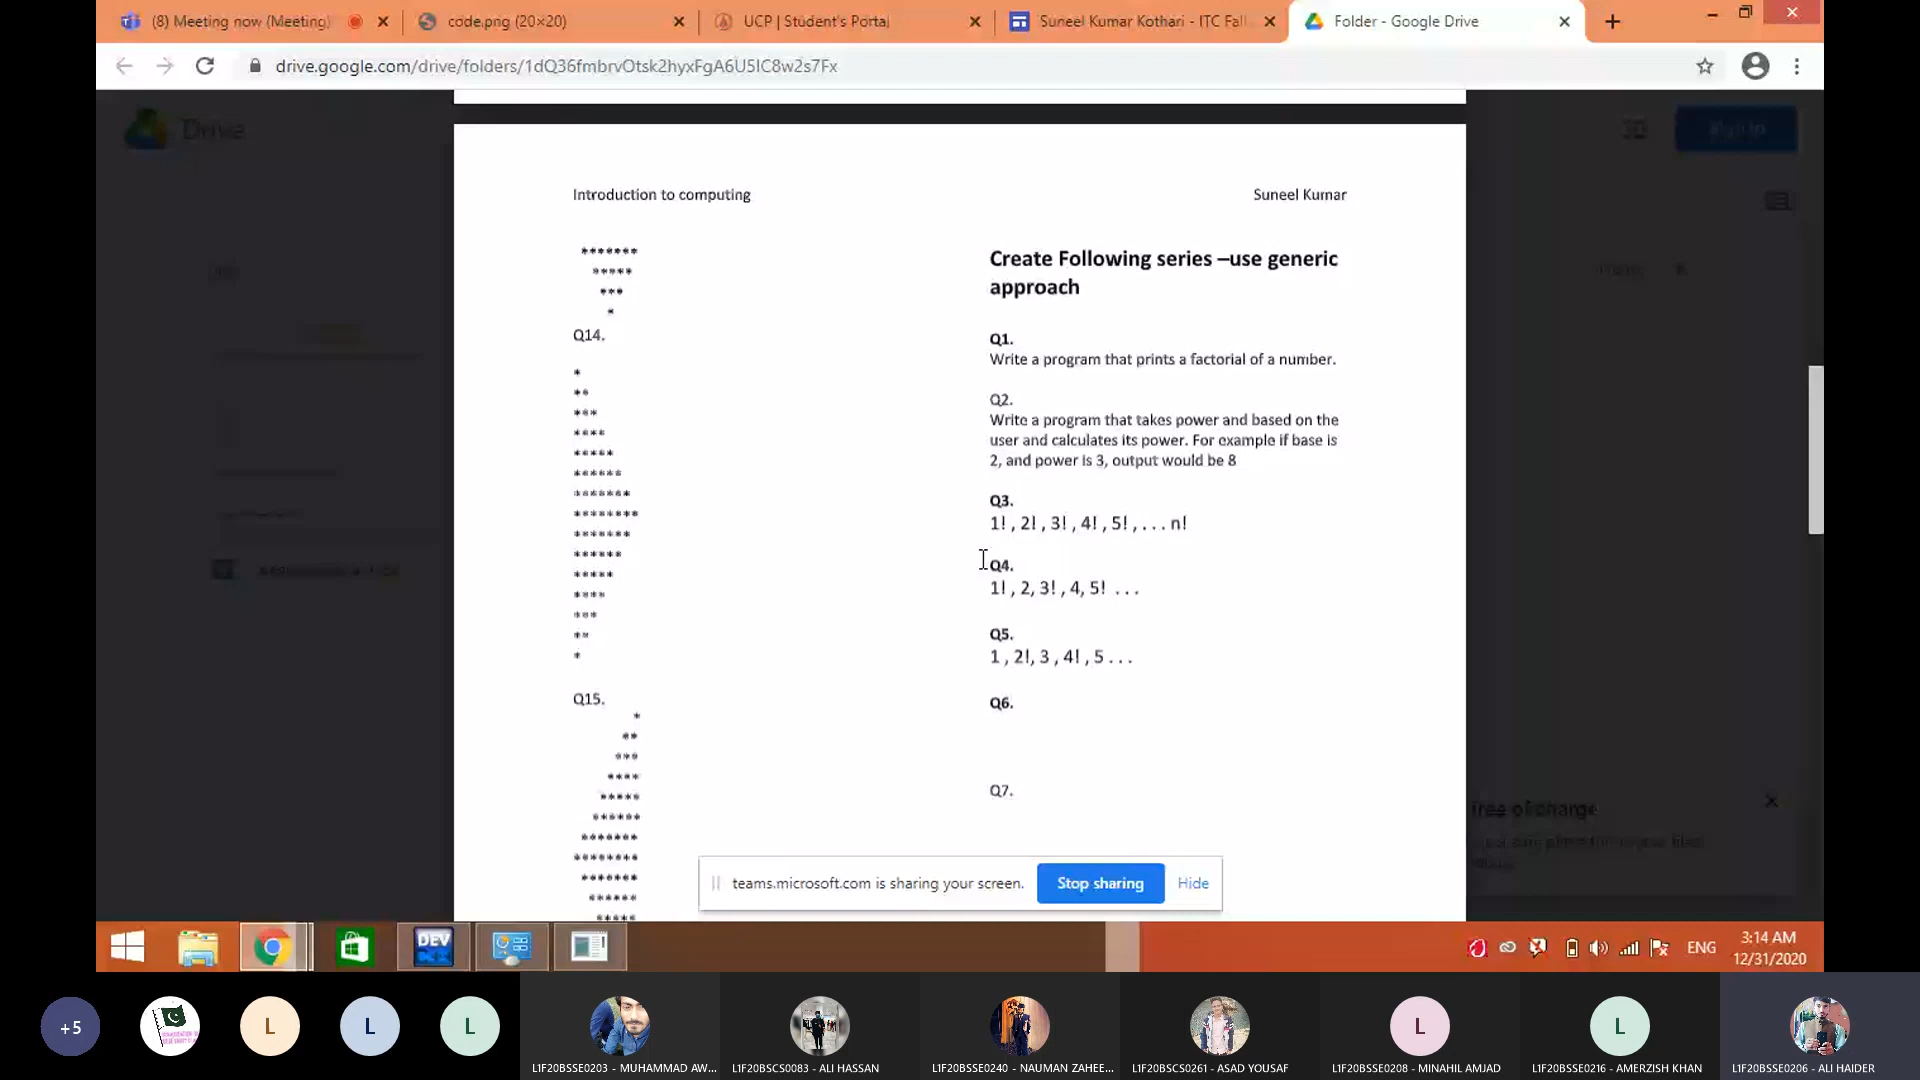 (8) Meeting now (Meeting)
code.png (20×20)
UCP | Student's Portal
Suneel Kumar Kothari - ITC Fall
Folder - Google Drive
drive.google.com/drive/folders/1dQ36fmbrvOtsk2hyxFgA6U5IC8w2s7Fx
Drive
Sign in
Introduction to computing
Suneel Kumar
*******
*****
***
*
Q14.
*
**
***
****
*****
******
*******
********
*******
******
*****
****
***
**
*
Q15.
*
**
***
****
*****
******
*******
********
*******
******
*****
Create Following series –use generic
approach
Q1.
Write a program that prints a factorial of a number.
Q2.
Write a program that takes power and based on the
user and calculates its power. For example if base is
2, and power is 3, output would be 8
Q3.
1! , 2! , 3! , 4! , 5! , . . . n!
Q4.
1! , 2, 3! , 4, 5! . . .
Q5.
1 , 2!, 3 , 4! , 5 . . .
Q6.
Q7.
free of charge
teams.microsoft.com is sharing your screen.
Stop sharing
Hide
DEV
ENG
3:14 AM
12/31/2020
+5
L
L
L
L
L
L1F20BSSE0203 - MUHAMMAD AW...
L1F20BSCS0083 - ALI HASSAN
L1F20BSSE0240 - NAUMAN ZAHEE...
L1F20BSCS0261 - ASAD YOUSAF
L1F20BSSE0208 - MINAHIL AMJAD
L1F20BSSE0216 - AMERZISH KHAN
L1F20BSSE0206 - ALI HAIDER